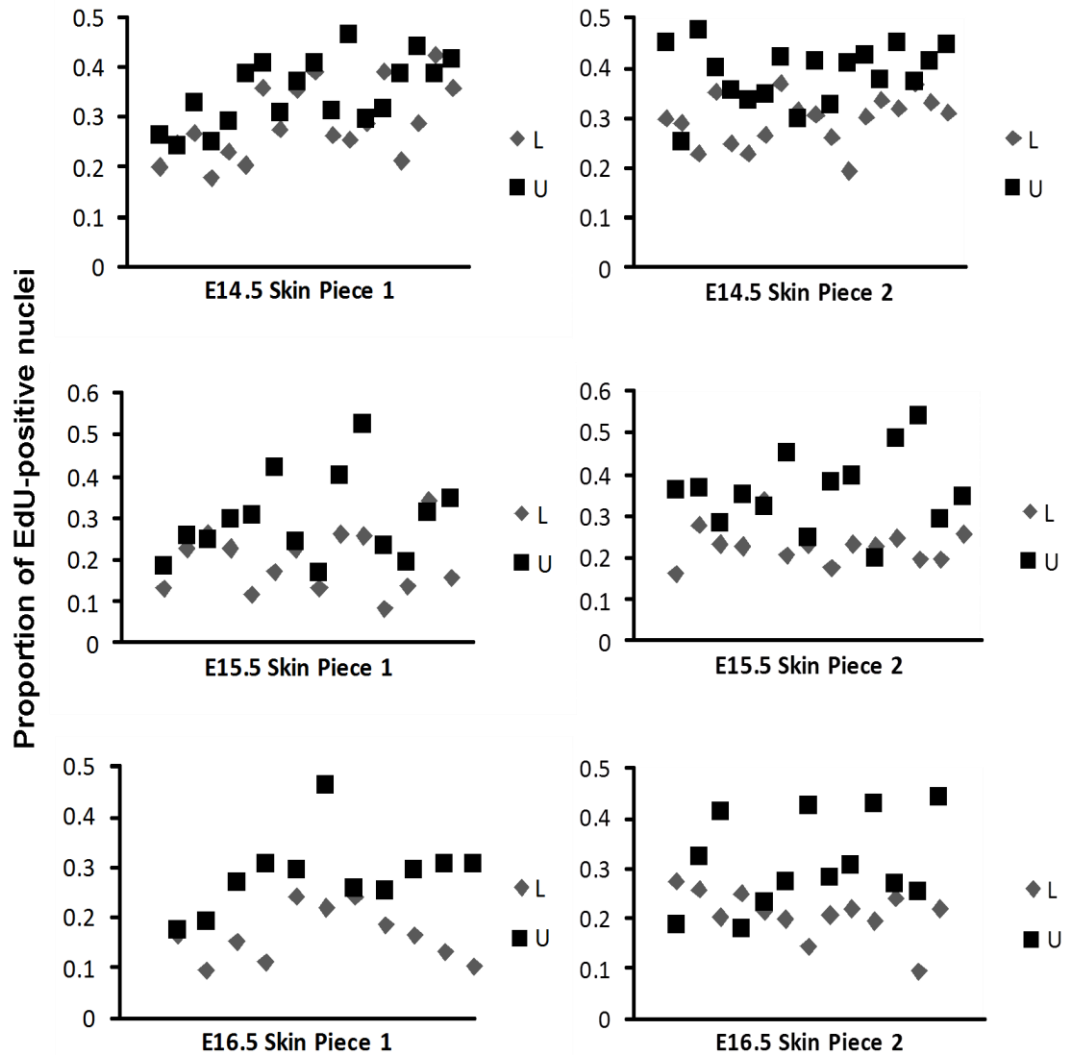 Proportion of EdU-positive nuclei
0.5
0.4
0.3
0.2
0.1
0
L
U
E14.5 Skin Piece 1
0.5
0.4
0.3
0.2
0.1
0
L
U
E14.5 Skin Piece 2
0.6
0.5
0.4
0.3
0.2
0.1
0
L
U
E15.5 Skin Piece 1
0.6
0.5
0.4
0.3
0.2
0.1
0
L
U
E15.5 Skin Piece 2
0.5
0.4
0.3
0.2
0.1
0
L
U
E16.5 Skin Piece 1
0.5
0.4
0.3
0.2
0.1
0
L
U
E16.5 Skin Piece 2